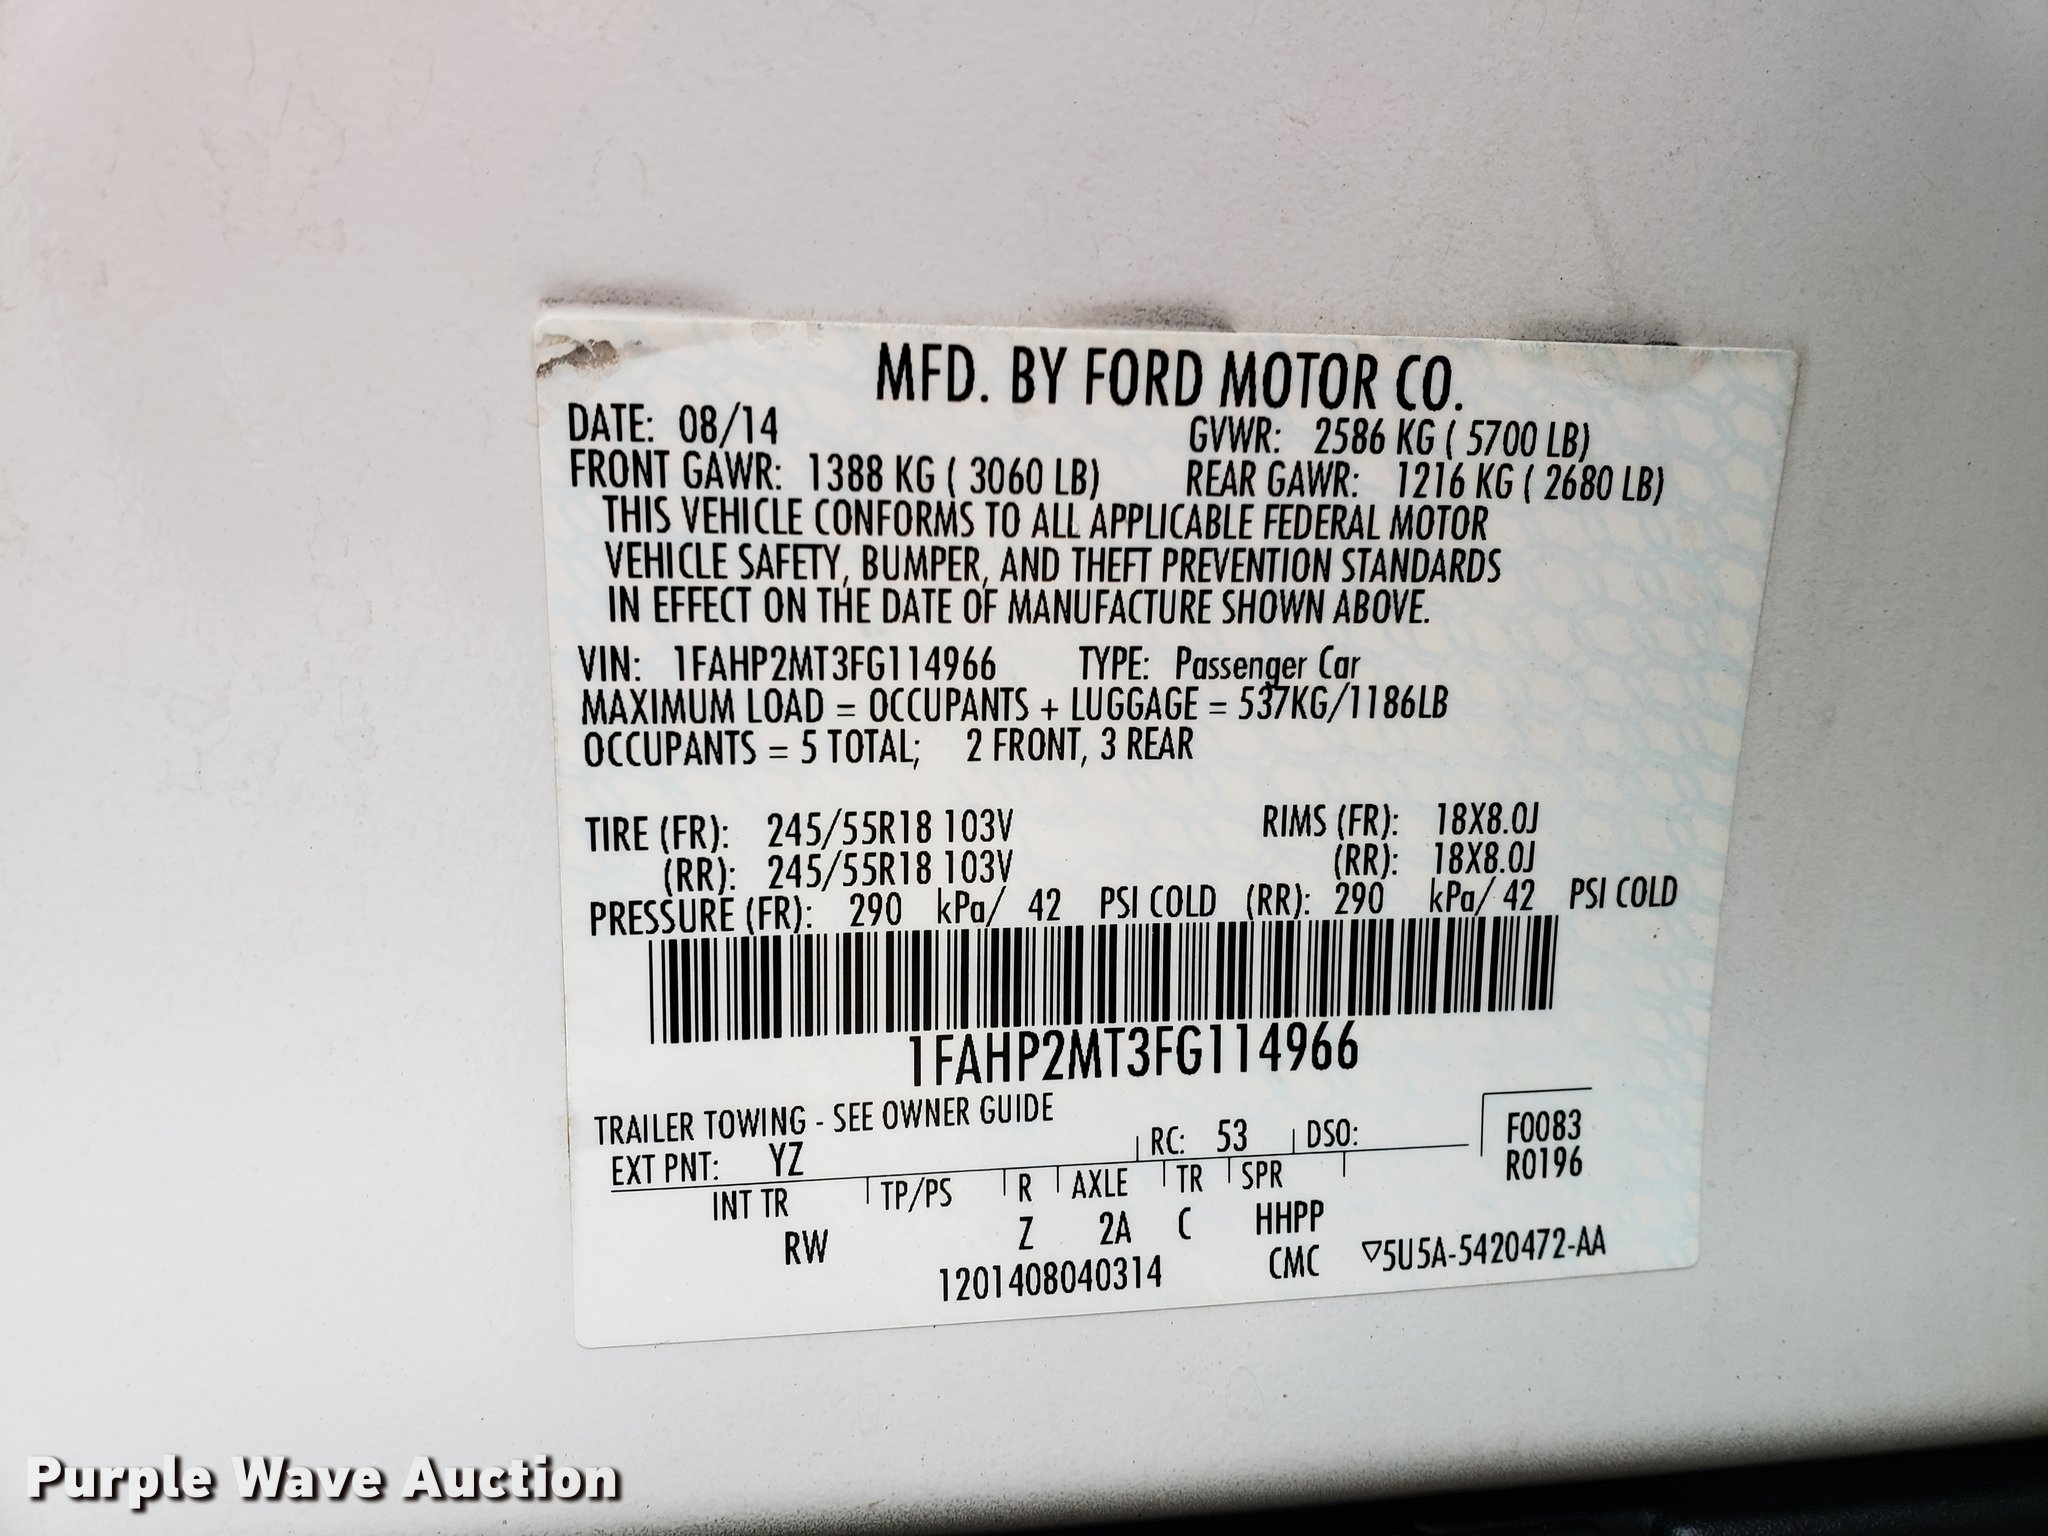 MFD. BY FORD MOTOR CO.
DATE: 08/14 GVWR: 2586 KG ( 5700 LB)
FRONT GAWR: 1388 KG ( 3060 LB) REAR GAWR: 1216 KG ( 2680 LB)
THIS VEHICLE CONFORMS TO ALL APPLICABLE FEDERAL MOTOR
VEHICLE SAFETY, BUMPER, AND THEFT PREVENTION STANDARDS
IN EFFECT ON THE DATE OF MANUFACTURE SHOWN ABOVE.
VIN: 1FAHP2MT3FG114966 TYPE: Passenger Car
MAXIMUM LOAD = OCCUPANTS + LUGGAGE = 537KG/1186LB
OCCUPANTS = 5 TOTAL; 2 FRONT, 3 REAR
TIRE (FR): 245/55R18 103V RIMS (FR): 18X8.0J
(RR): 245/55R18 103V (RR): 18X8.0J
PRESSURE (FR): 290 kPa/ 42 PSI COLD (RR): 290 kPa/ 42 PSI COLD
1FAHP2MT3FG114966
TRAILER TOWING - SEE OWNER GUIDE
EXT PNT: YZ RC: 53 DSO: F0083
R0196
INT TR TP/PS R AXLE TR SPR
RW Z 2A C HHPP
1201408040314 CMC ▽5U5A-5420472-AA
Purple Wave Auction